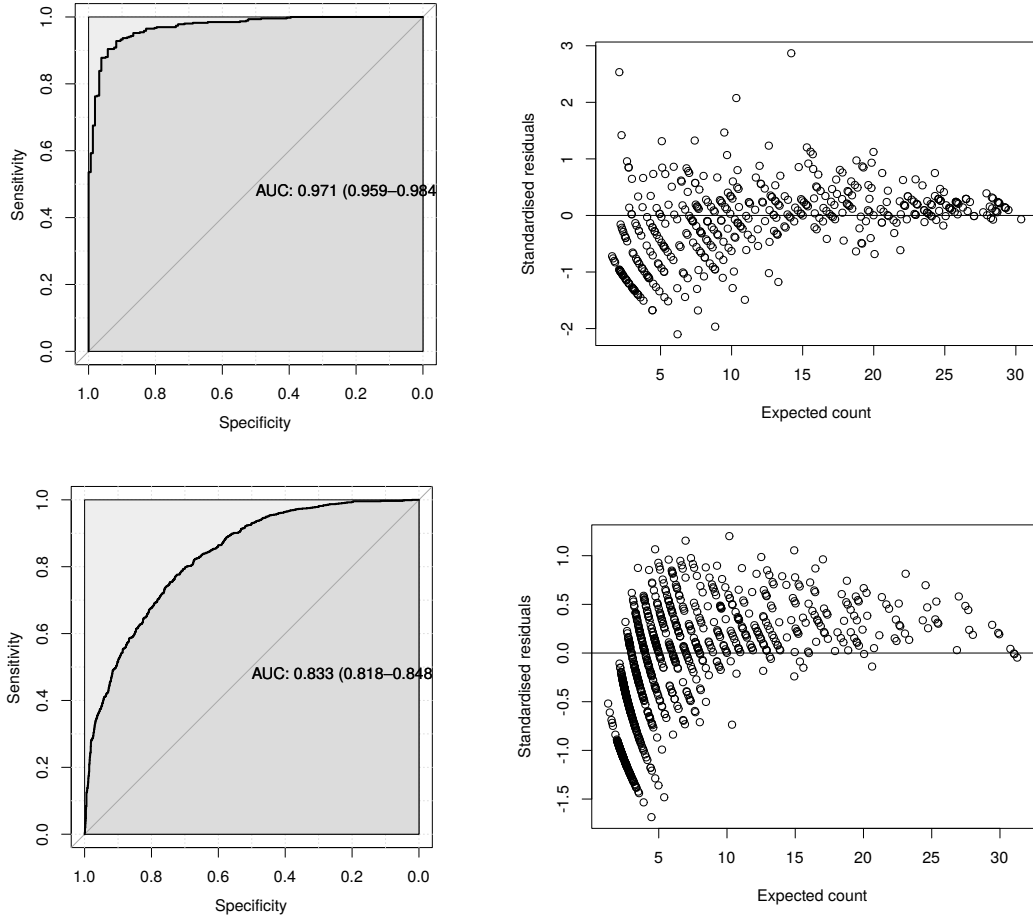 1.0
0.8
0.6
0.4
0.2
0.0
Sensitivity
AUC: 0.971 (0.959–0.984
1.0 0.8 0.6 0.4 0.2 0.0
Specificity
3
2
1
0
-1
-2
Standardised residuals
5 10 15 20 25 30
Expected count
1.0
0.8
0.6
0.4
0.2
0.0
Sensitivity
AUC: 0.833 (0.818–0.848
1.0 0.8 0.6 0.4 0.2 0.0
Specificity
1.0
0.5
0.0
-0.5
-1.0
-1.5
Standardised residuals
5 10 15 20 25 30
Expected count